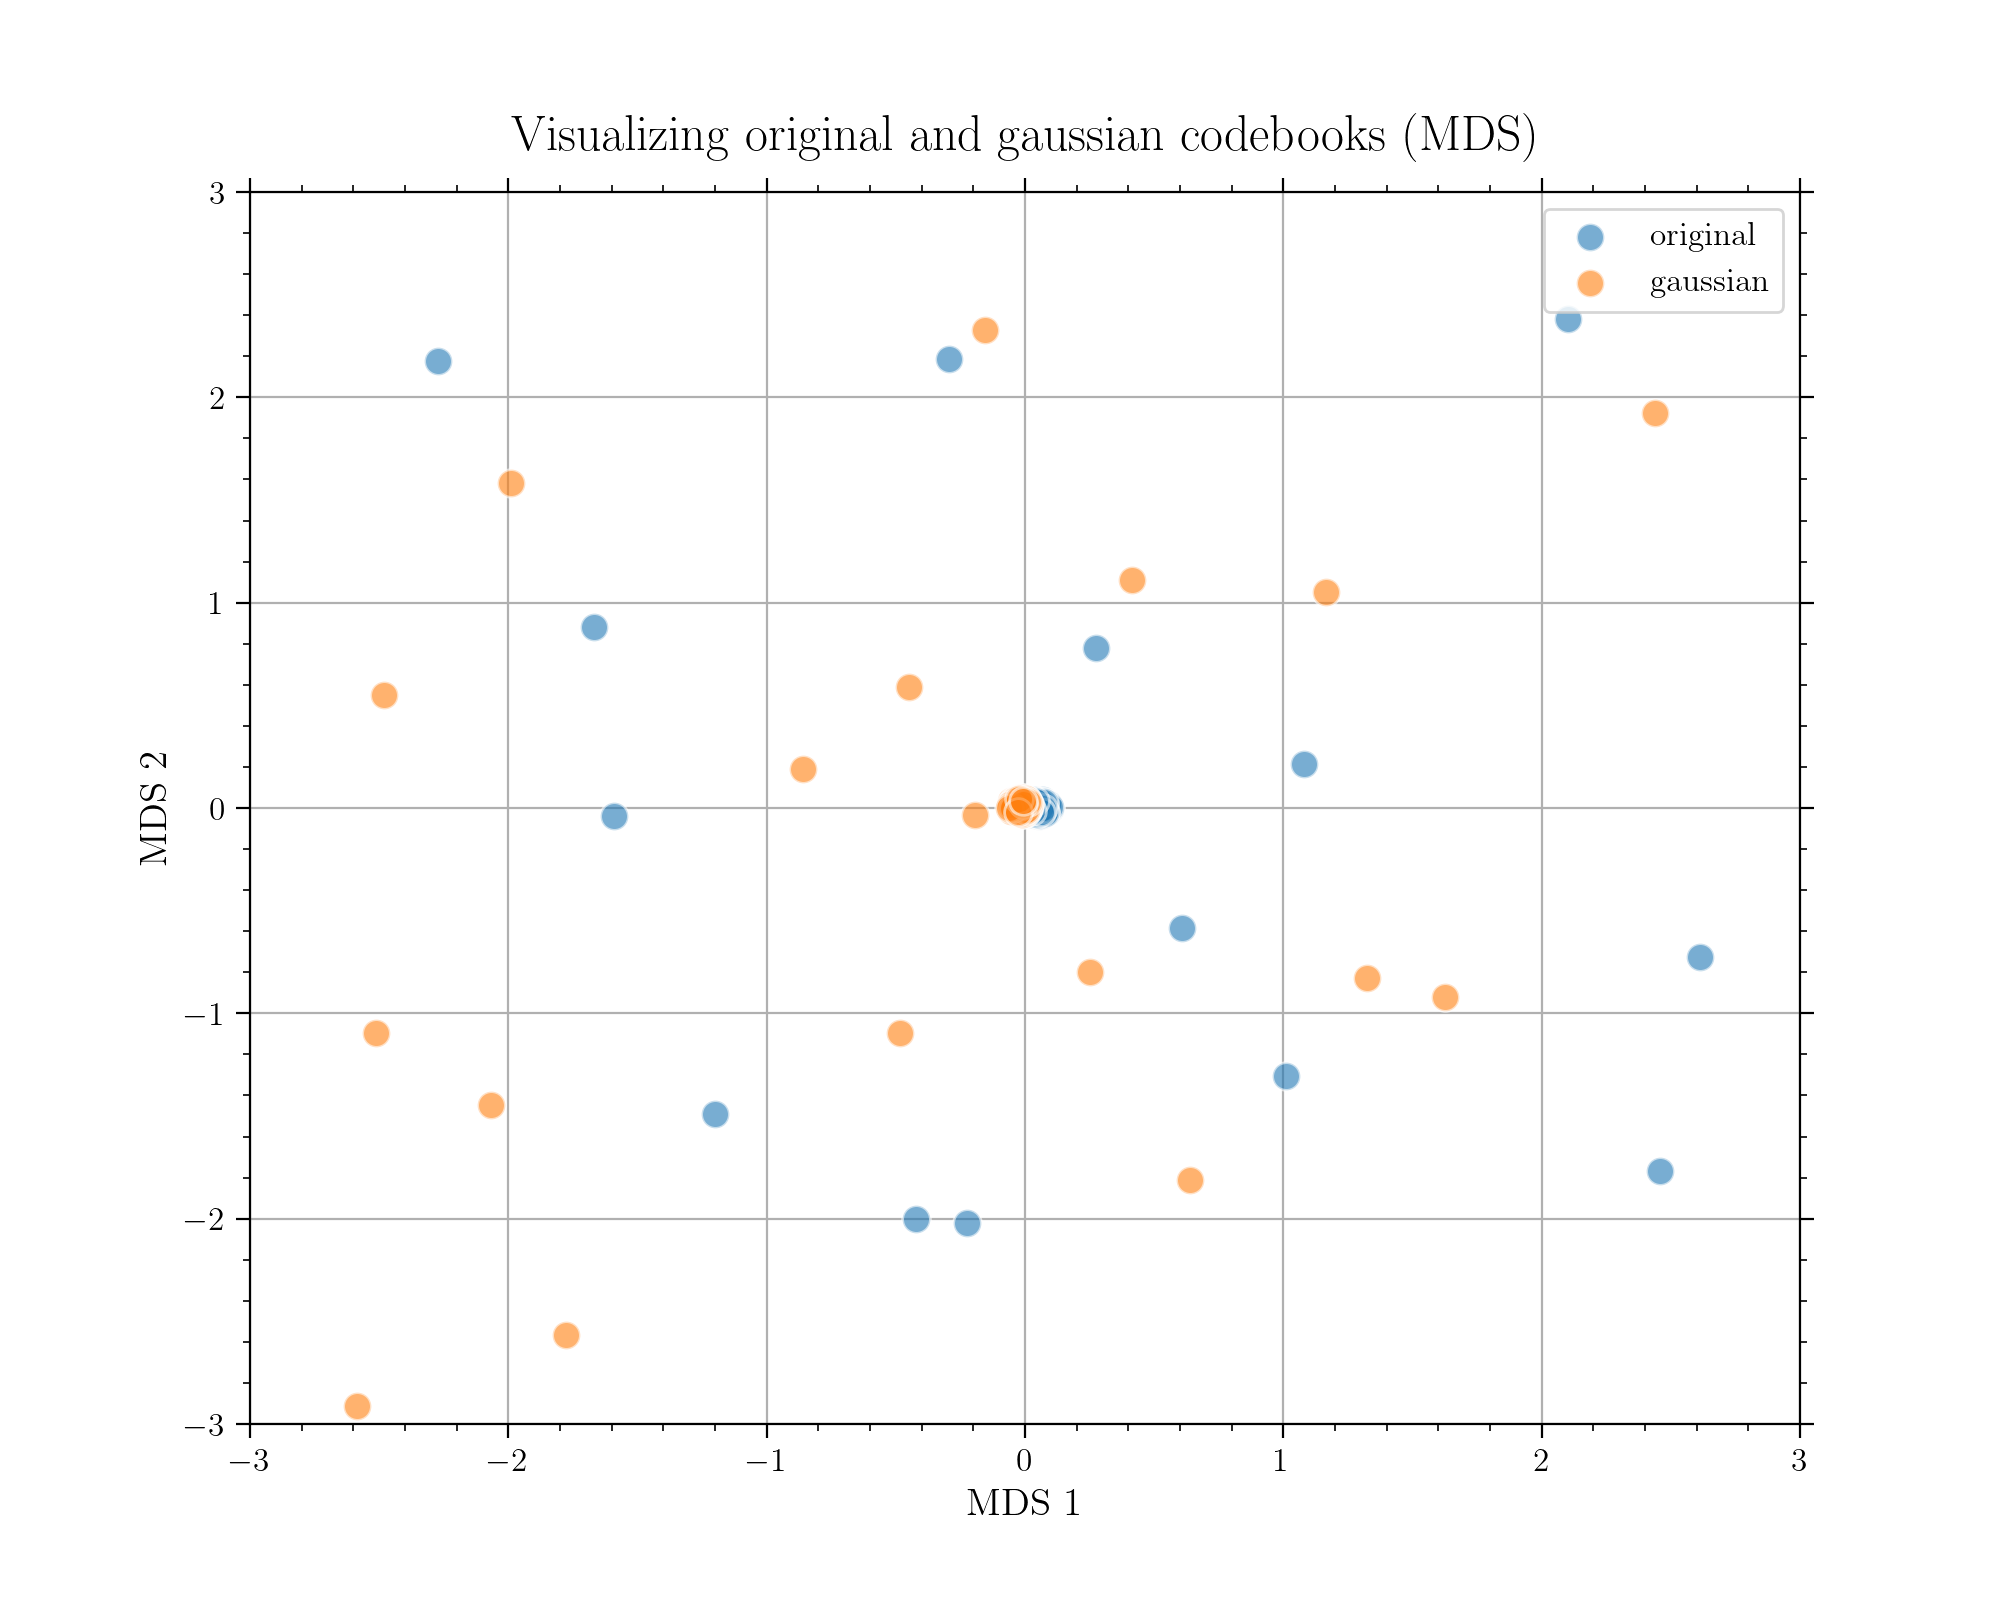 Visualizing original and gaussian codebooks (MDS)
original
gaussian
3
2
1
0
−1
−2
−3
MDS 2
−3 −2 −1 0 1 2 3
MDS 1